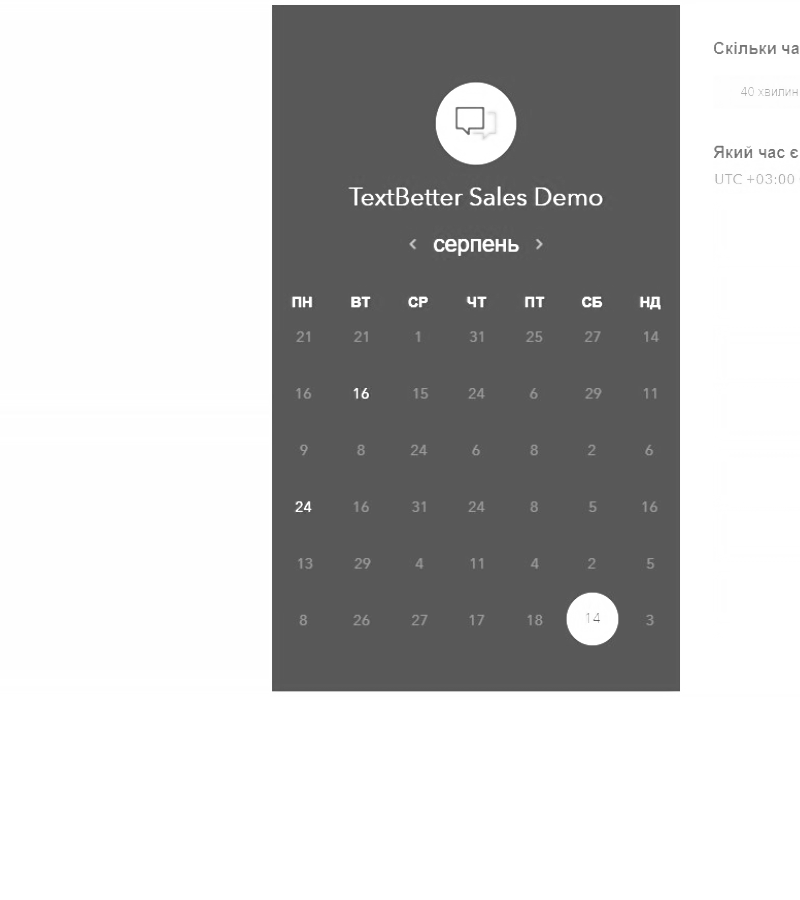 TextBetter Sales Demo
серпень
ПН ВТ СР ЧТ ПТ СБ НД
21 21 1 31 25 27 14
16 16 15 24 6 29 11
9 8 24 6 8 2 6
24 16 31 24 8 5 16
13 29 4 11 4 2 5
8 26 27 17 18 14 3
Скільки ча
40 хвилин
Який час є
UTC +03:00